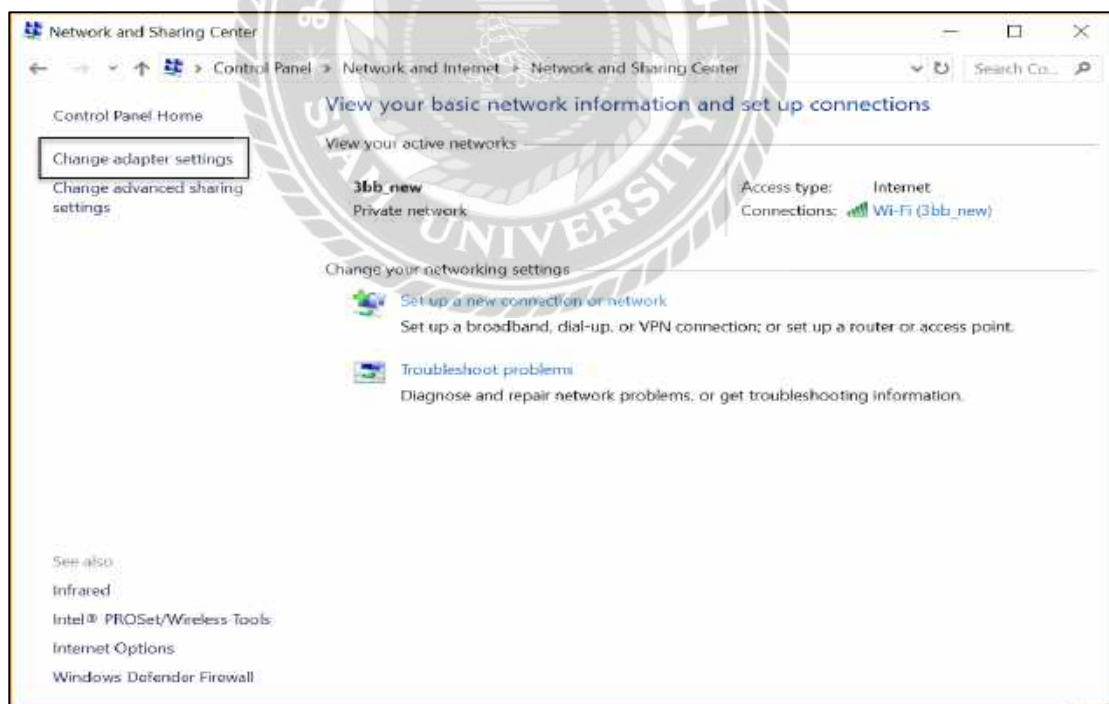 Network and Sharing Center
Control Panel > Network and Internet > Network and Sharing Center
Search Co...
Control Panel Home
Change adapter settings
Change advanced sharing
settings
View your basic network information and set up connections
View your active networks
3bb_new
Private network
Access type: Internet
Connections: Wi-Fi (3bb_new)
Change your networking settings
Set up a new connection or network
Set up a broadband, dial-up, or VPN connection; or set up a router or access point.
Troubleshoot problems
Diagnose and repair network problems, or get troubleshooting information.
See also
Infrared
Intel® PROSet/Wireless Tools
Internet Options
Windows Defender Firewall
UNIVERSI